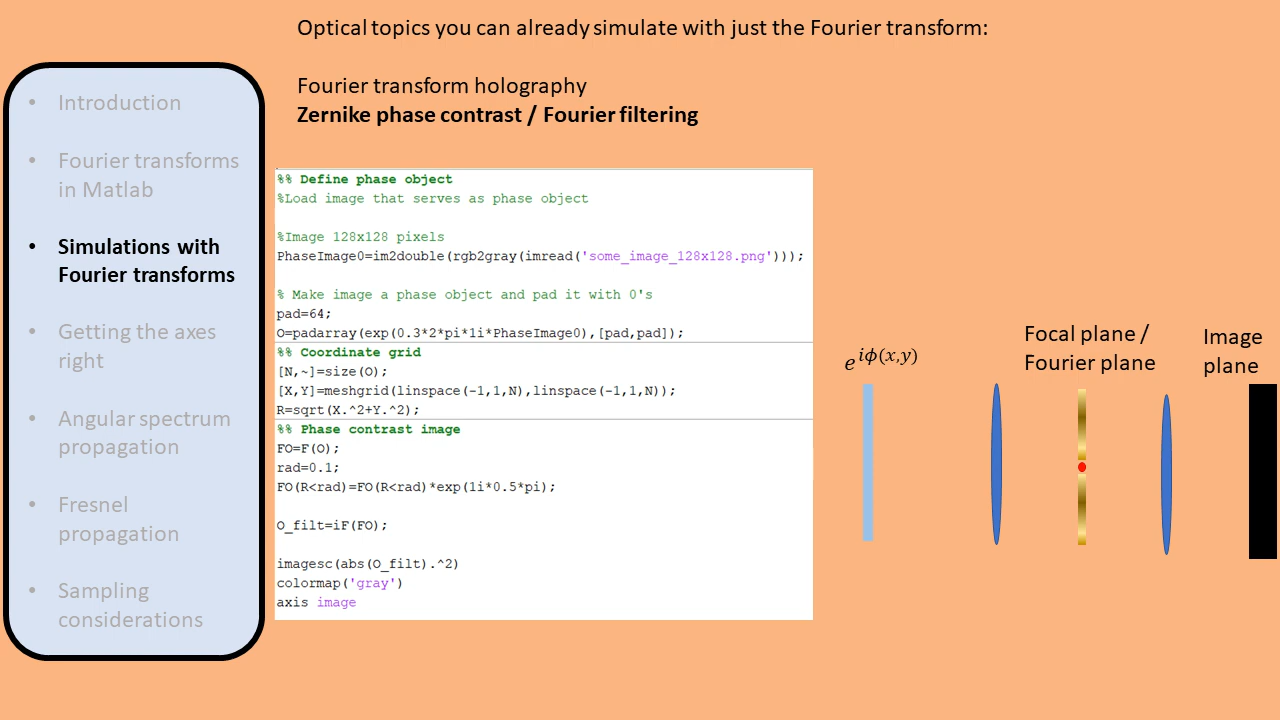 Optical topics you can already simulate with just the Fourier transform:
Fourier transform holography
Zernike phase contrast / Fourier filtering
• Introduction
• Fourier transforms
in Matlab
• Simulations with
Fourier transforms
• Getting the axes
right
• Angular spectrum
propagation
• Fresnel
propagation
• Sampling
considerations
%% Define phase object
%Load image that serves as phase object
%Image 128x128 pixels
PhaseImage0=im2double(rgb2gray(imread('some_image_128x128.png')));
% Make image a phase object and pad it with 0's
pad=64;
O=padarray(exp(0.3*2*pi*1i*PhaseImage0),[pad,pad]);
%% Coordinate grid
[N,~]=size(O);
[X,Y]=meshgrid(linspace(-1,1,N),linspace(-1,1,N));
R=sqrt(X.^2+Y.^2);
%% Phase contrast image
FO=F(O);
rad=0.1;
FO(R<rad)=FO(R<rad)*exp(1i*0.5*pi);
O_filt=iF(FO);
imagesc(abs(O_filt).^2)
colormap('gray')
axis image
e^{iϕ(x,y)}
Focal plane /
Fourier plane
Image
plane